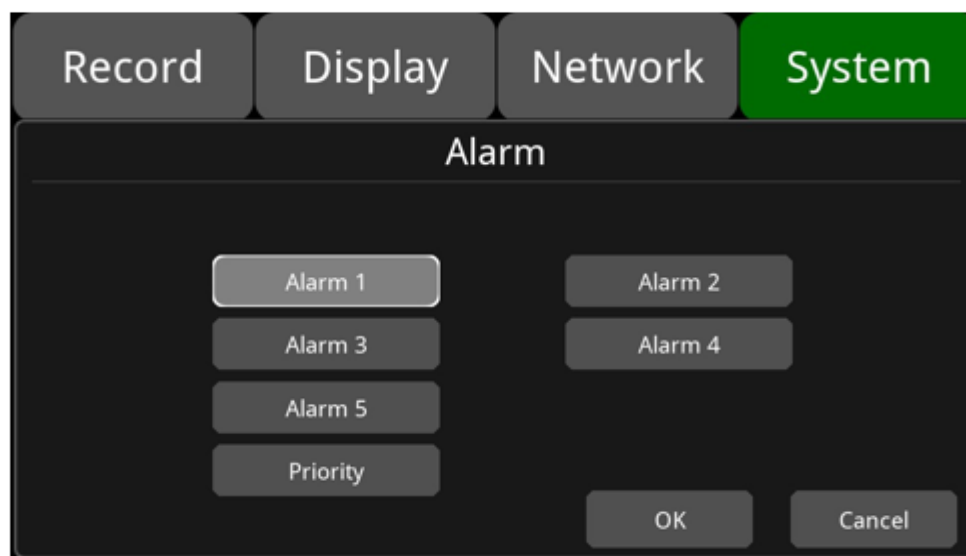 Record Display Network System
Alarm
Alarm 1 Alarm 2
Alarm 3 Alarm 4
Alarm 5
Priority
OK Cancel